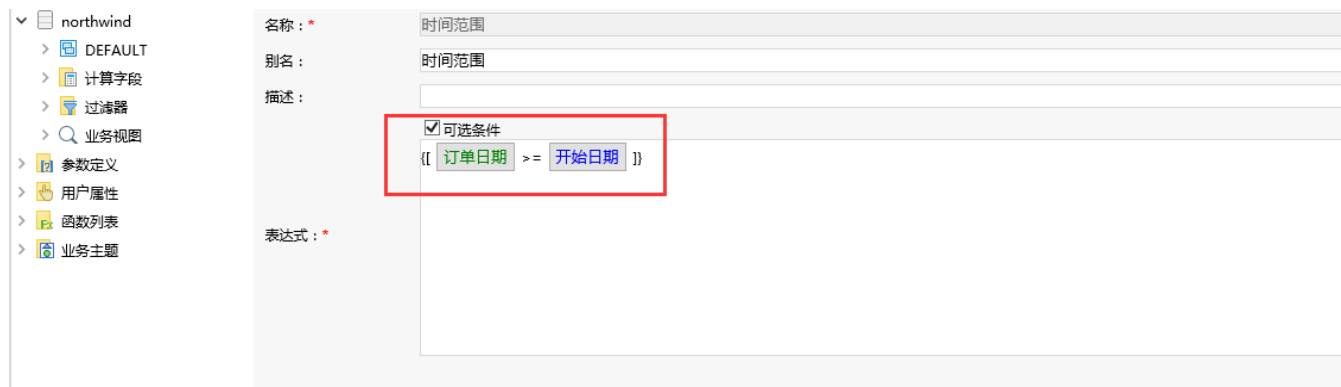 northwind
DEFAULT
计算字段
过滤器
业务视图
参数定义
用户属性
函数列表
业务主题
名称：* 时间范围
别名： 时间范围
描述：
可选条件
{[ 订单日期 >= 开始日期 ]}
表达式：*